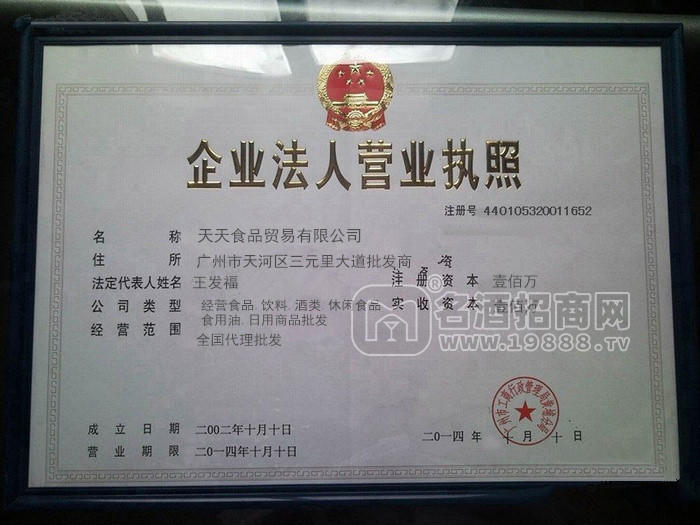 企业法人营业执照
注册号 440105320011652
名 称 天天食品贸易有限公司
住 所 广州市天河区三元里大道批发商
法定代表人姓名 王发福 注 册 资 本 壹佰万
公 司 类 型 经营食品.饮料.酒类.休闲食品 实 收 资 本 壹佰万
食用油.日用商品批发
经 营 范 围
全国代理批发
®名酒招商网
www.19888.tv
成 立 日 期 二00二年十月十日
营 业 期 限 二0一四年十月十日
二0一四年 十 月 十 日